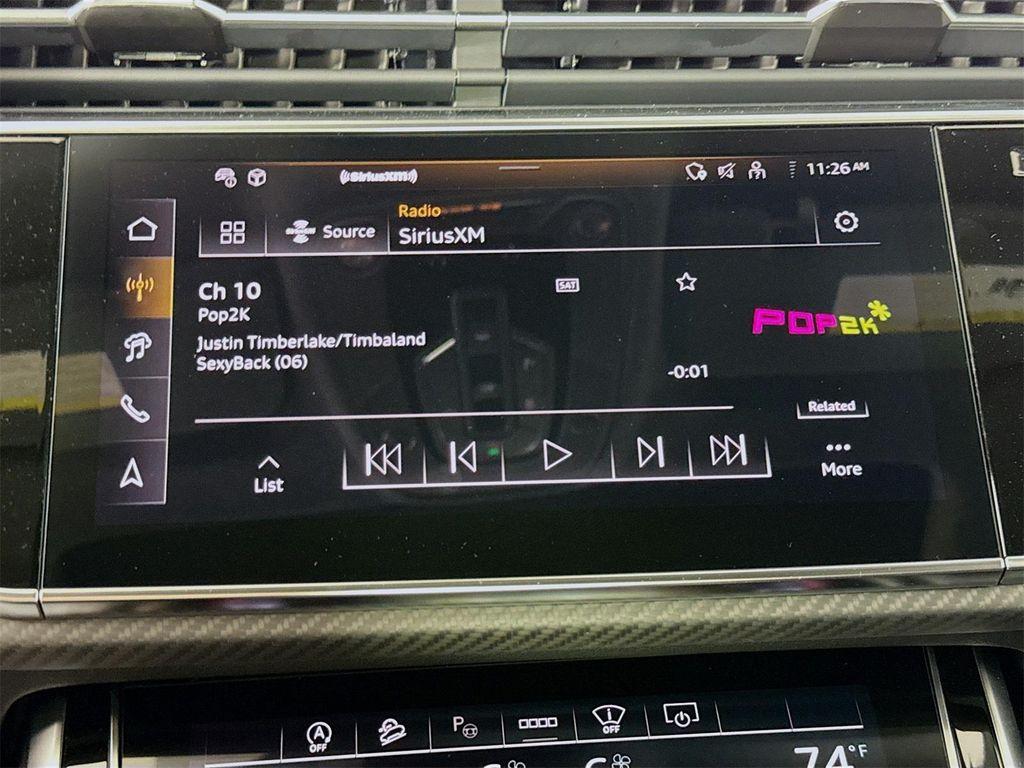 ((SiriusXM))
11:26 AM
Source
Radio
SiriusXM
Ch 10
SAT
Pop2K
POP2K
Justin Timberlake/Timbaland
SexyBack (06)
-0:01
Related
List
More
A
OFF
P
OFF
74°F